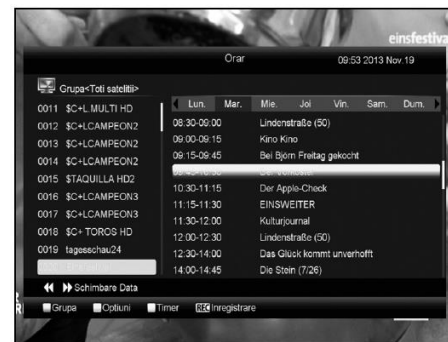 einsfestiva
Orar 09:53 2013 Nov.19
Grupa<Toti satelitii>
Lun. Mar. Mie. Joi Vin. Sam. Dum.
0011 $C+L.MULTI HD
0012 $C+LCAMPEON2
0013 $C+LCAMPEON2
0014 $C+LCAMPEON2
0015 $TAQUILLA HD2
0016 $C+LCAMPEON3
0017 $C+LCAMPEON3
0018 $C+ TOROS HD
0019 tagesschau24
08:30-09:00 Lindenstraße (50)
09:00-09:15 Kino Kino
09:15-09:45 Bei Björn Freitag gekocht
10:30-11:15 Der Apple-Check
11:15-11:30 EINSWEITER
11:30-12:00 Kulturjournal
12:00-12:30 Lindenstraße (50)
12:30-14:00 Das Glück kommt unverhofft
14:00-14:45 Die Stein (7/26)
Schimbare Data
Grupa Optiuni Timer REC Inregistrare